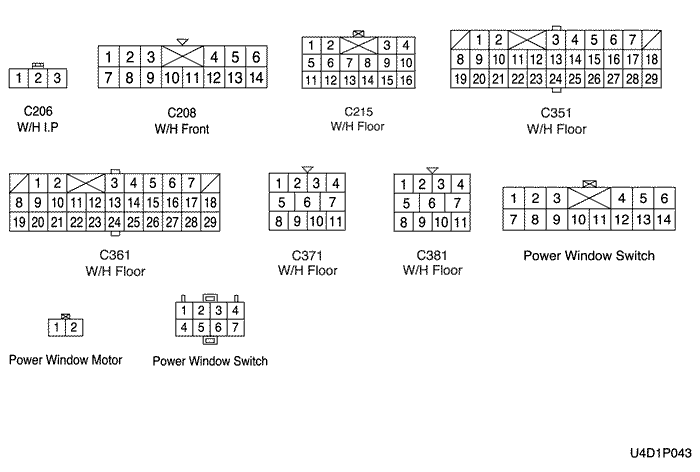 1 2 3
C206
W/H I.P
1 2 3 4 5 6
7 8 9 10 11 12 13 14
C208
W/H Front
1 2 3 4
5 6 7 8 9 10
11 12 13 14 15 16
C215
W/H Floor
1 2 3 4 5 6 7
8 9 10 11 12 13 14 15 16 17 18
19 20 21 22 23 24 25 26 27 28 29
C351
W/H Floor
1 2 3 4 5 6 7
8 9 10 11 12 13 14 15 16 17 18
19 20 21 22 23 24 25 26 27 28 29
C361
W/H Floor
1 2 3 4
5 6 7
8 9 10 11
C371
W/H Floor
1 2 3 4
5 6 7
8 9 10 11
C381
W/H Floor
1 2 3 4 5 6
7 8 9 10 11 12 13 14
Power Window Switch
1 2
Power Window Motor
1 2 3 4
4 5 6 7
Power Window Switch
U4D1P043